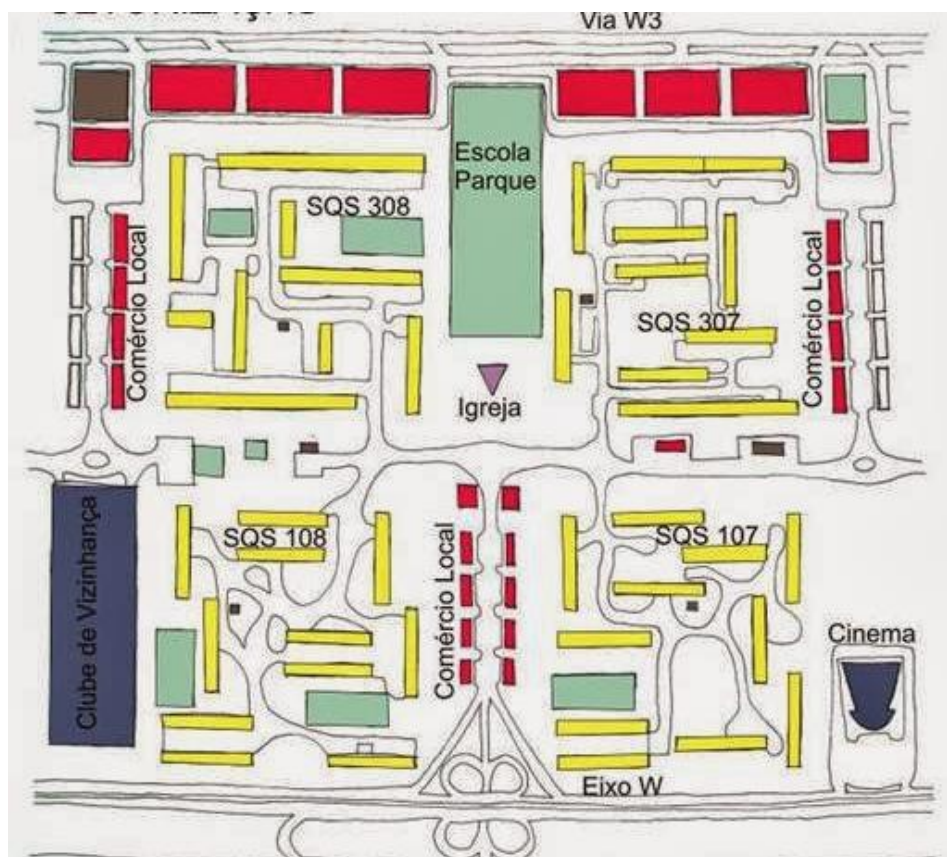 Via W3
Escola
Parque
SQS 308
Comércio Local
SQS 307
Comércio Local
Igreja
Clube de Vizinhança
SQS 108
Comércio Local
SQS 107
Cinema
Eixo W